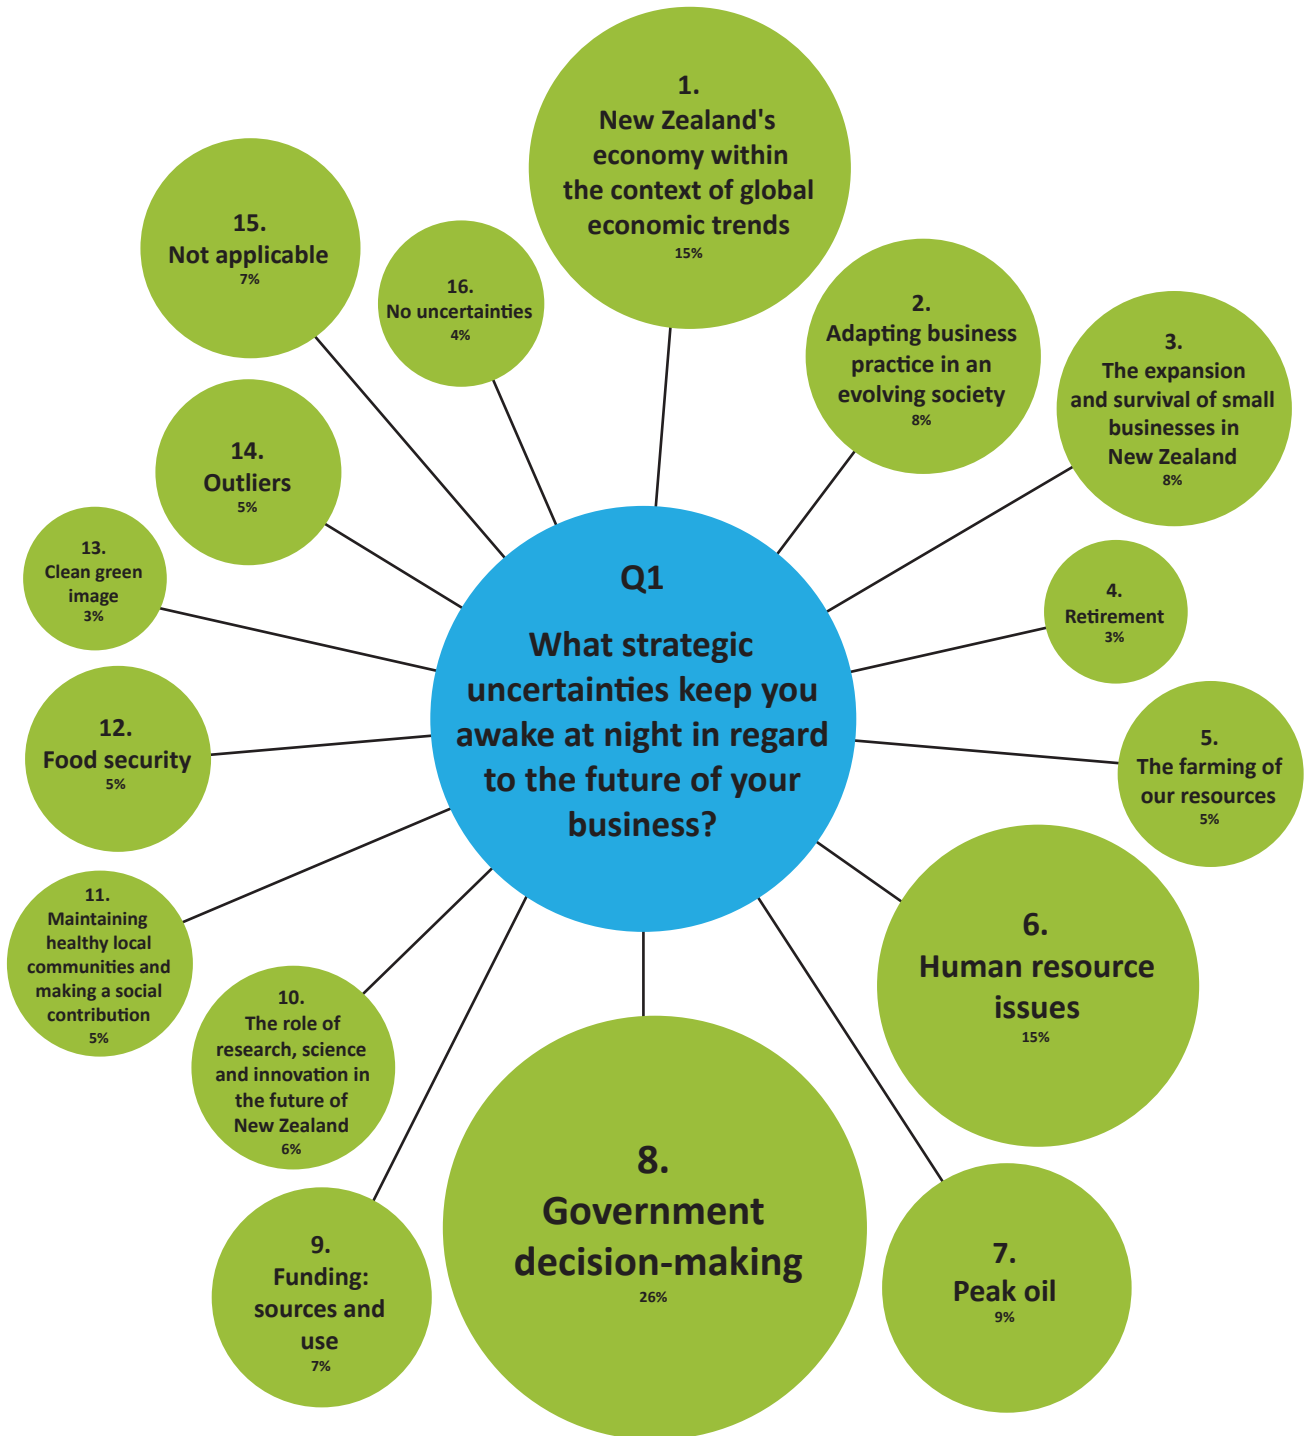 Q1
What strategic
uncertainties keep you
awake at night in regard
to the future of your
business?
1.
New Zealand's
economy within
the context of global
economic trends
15%
2.
Adapting business
practice in an
evolving society
8%
3.
The expansion
and survival of small
businesses in
New Zealand
8%
4.
Retirement
3%
5.
The farming of
our resources
5%
6.
Human resource
issues
15%
7.
Peak oil
9%
8.
Government
decision-making
26%
9.
Funding:
sources and
use
7%
10.
The role of
research, science
and innovation in
the future of
New Zealand
6%
11.
Maintaining
healthy local
communities and
making a social
contribution
5%
12.
Food security
5%
13.
Clean green
image
3%
14.
Outliers
5%
15.
Not applicable
7%
16.
No uncertainties
4%